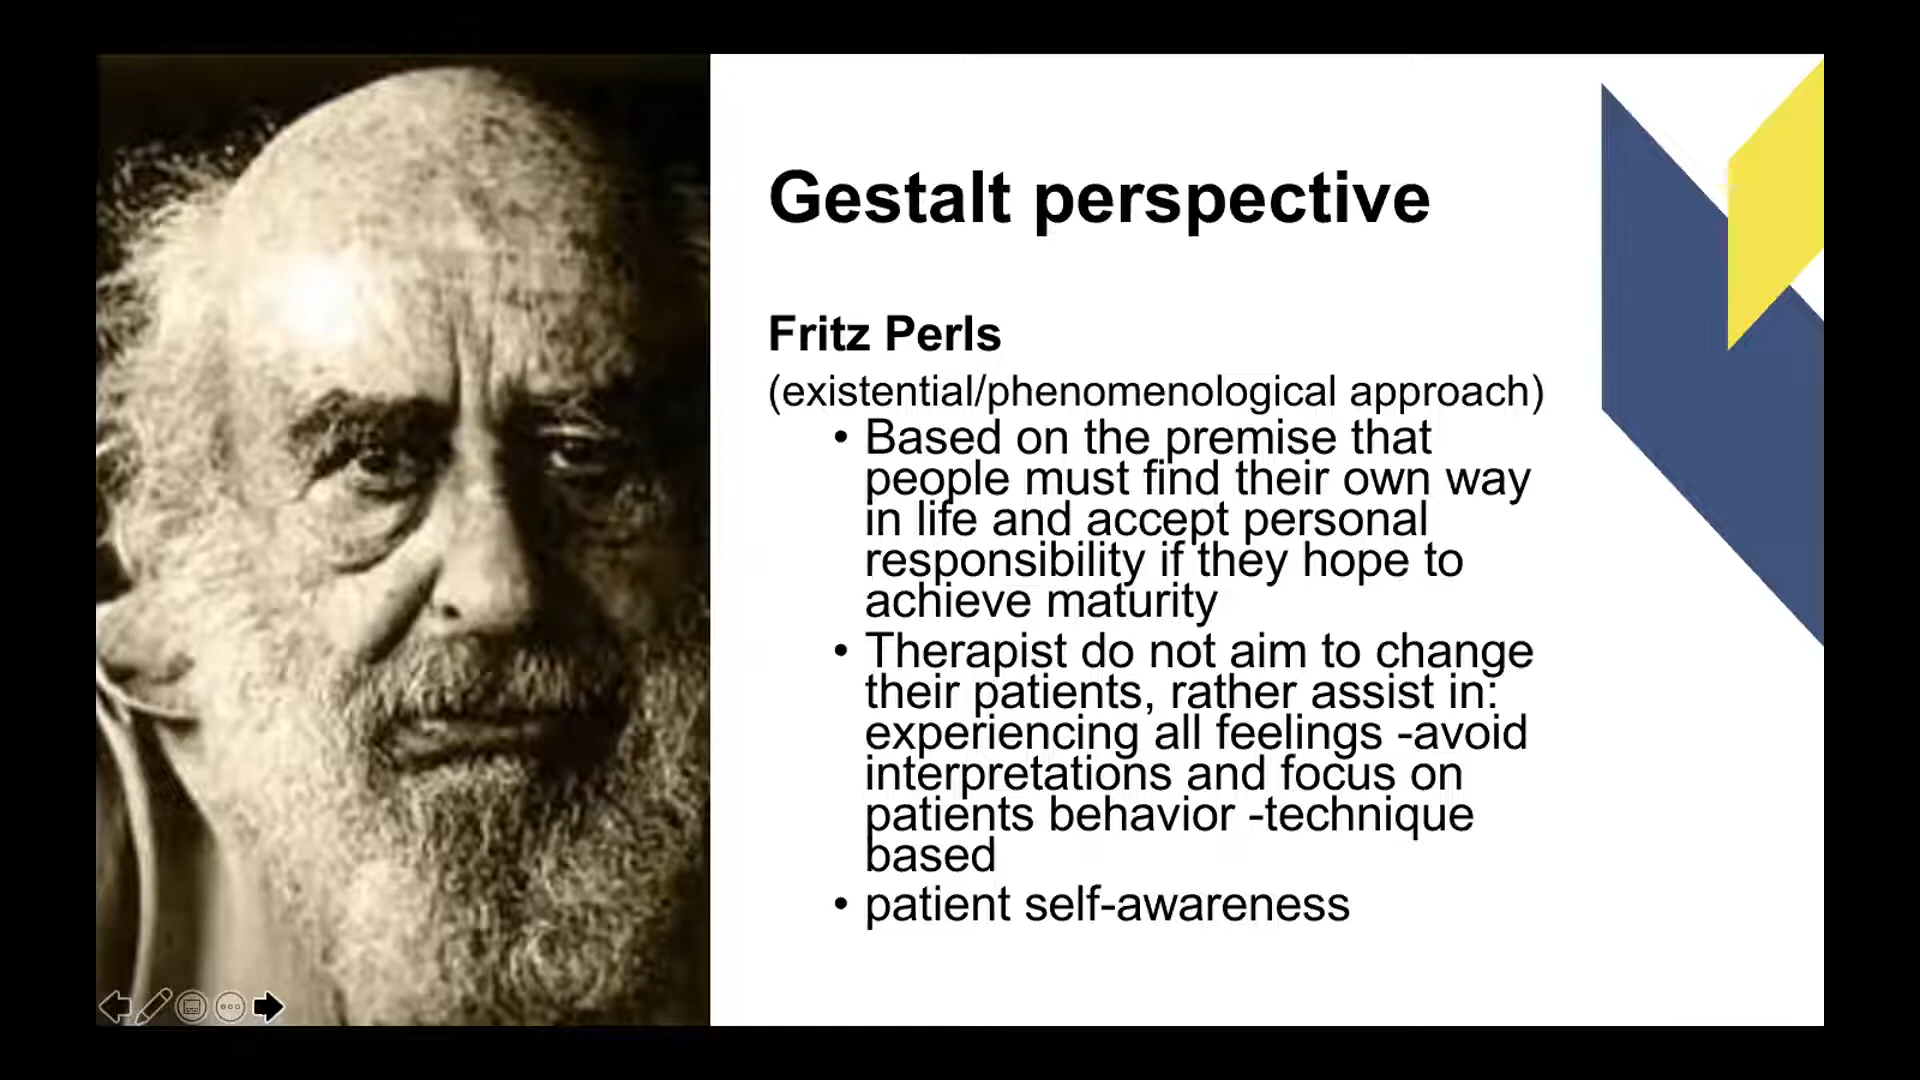 Gestalt perspective
Fritz Perls
(existential/phenomenological approach)
• Based on the premise that
people must find their own way
in life and accept personal
responsibility if they hope to
achieve maturity
• Therapist do not aim to change
their patients, rather assist in:
experiencing all feelings -avoid
interpretations and focus on
patients behavior -technique
based
• patient self-awareness